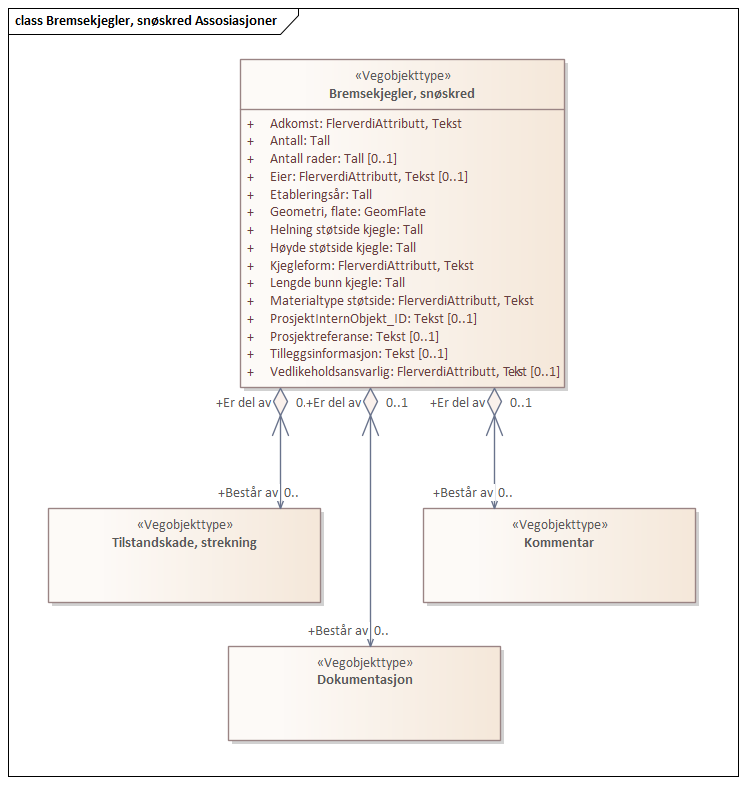 class Bremsekjegler, snøskred Assosiasjoner
«Vegobjekttype»
Bremsekjegler, snøskred
+ Adkomst: FlerverdiAttributt, Tekst
+ Antall: Tall
+ Antall rader: Tall [0..1]
+ Eier: FlerverdiAttributt, Tekst [0..1]
+ Etableringsår: Tall
+ Geometri, flate: GeomFlate
+ Helning støtside kjegle: Tall
+ Høyde støtside kjegle: Tall
+ Kjegleform: FlerverdiAttributt, Tekst
+ Lengde bunn kjegle: Tall
+ Materialtype støtside: FlerverdiAttributt, Tekst
+ ProsjektInternObjekt_ID: Tekst [0..1]
+ Prosjektreferanse: Tekst [0..1]
+ Tilleggsinformasjon: Tekst [0..1]
+ Vedlikeholdsansvarlig: FlerverdiAttributt, Tekst [0..1]
+Er del av 0.. +Er del av 0..1 +Er del av 0..1
+Består av 0.. +Består av 0..
«Vegobjekttype»
Tilstandskade, strekning
«Vegobjekttype»
Kommentar
+Består av 0..
«Vegobjekttype»
Dokumentasjon